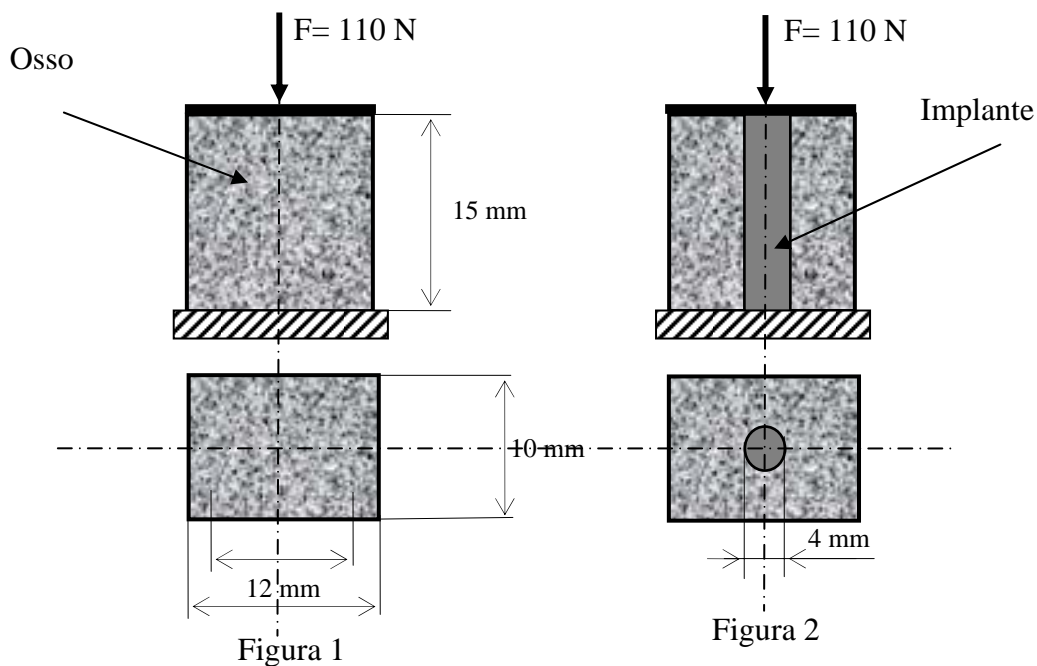 F= 110 N
F= 110 N
Osso
Implante
15 mm
10 mm
4 mm
12 mm
Figura 1
Figura 2